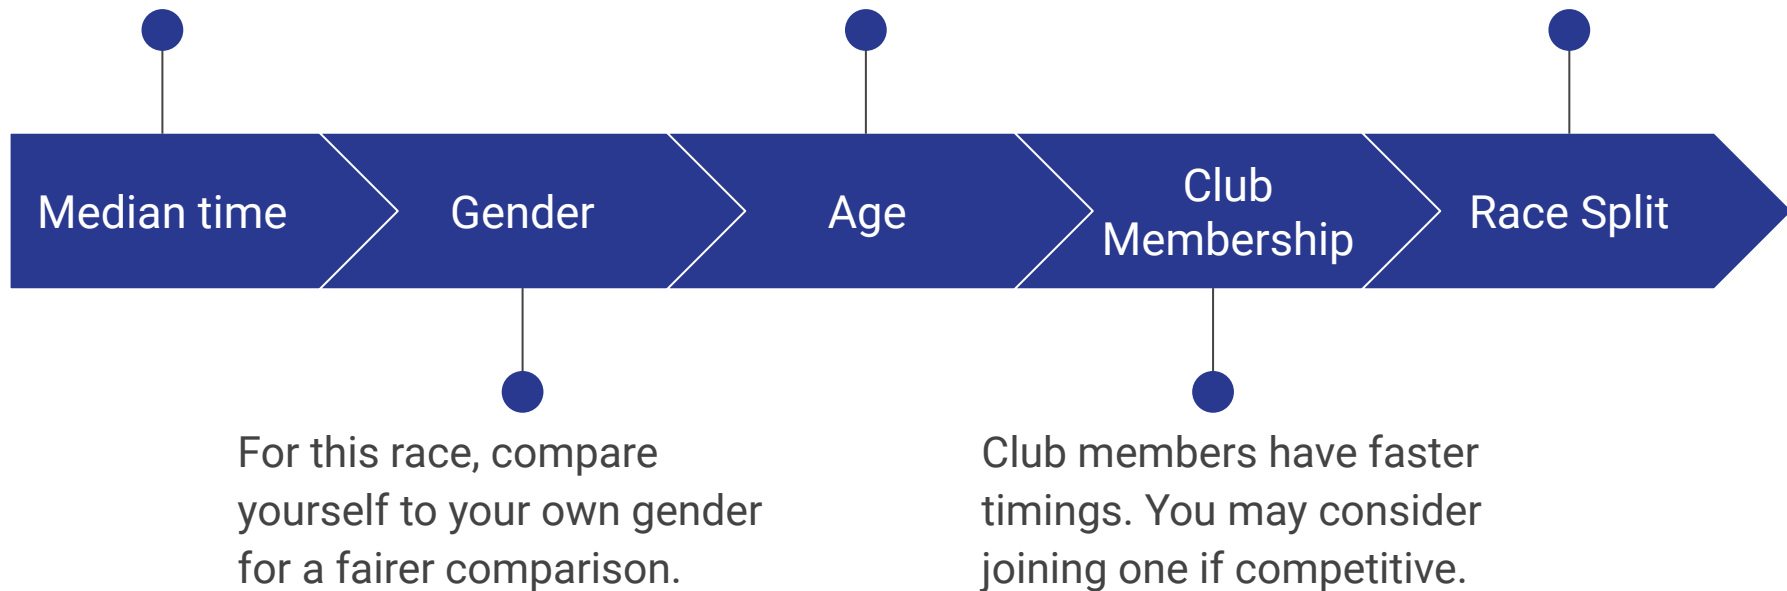 Median time
Gender
Age
Club
Membership
Race Split
For this race, compare
yourself to your own gender
for a fairer comparison.
Club members have faster
timings. You may consider
joining one if competitive.